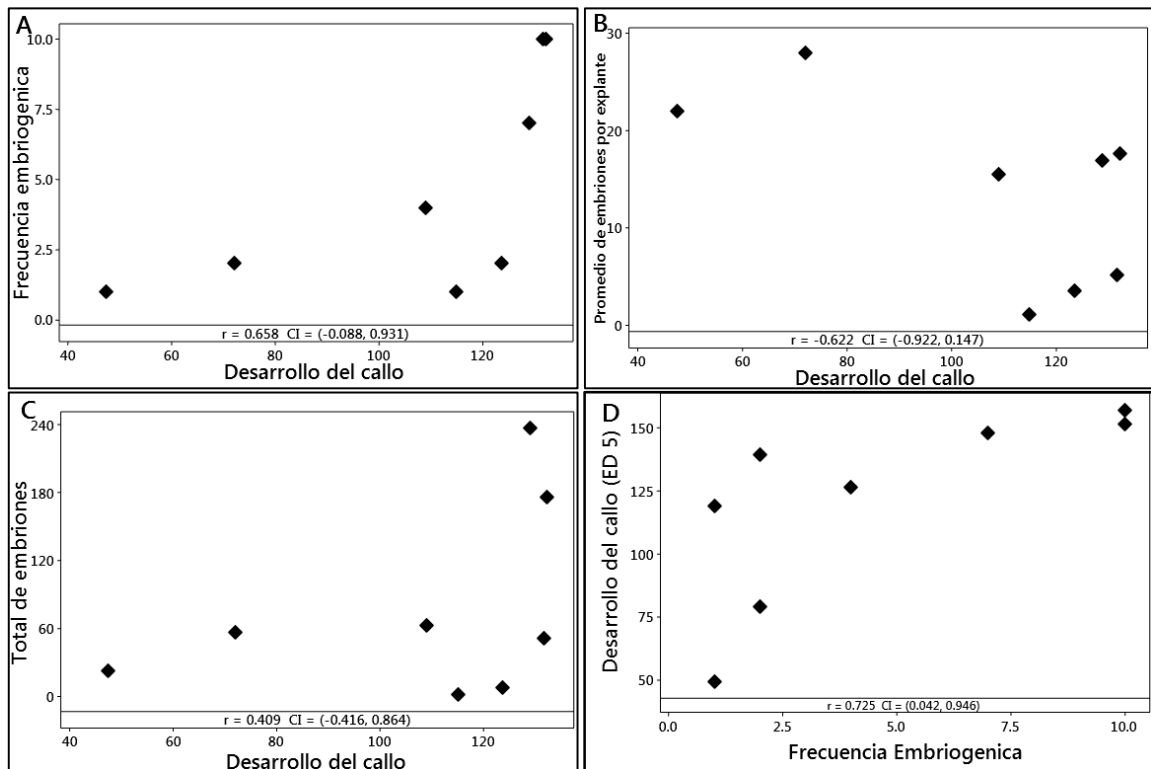 A
Frecuencia embriogenica
10.0
7.5
5.0
2.5
0.0
r = 0.658 CI = (-0.088, 0.931)
40 60 80 100 120
Desarrollo del callo
B
Promedio de embriones por explante
30
20
10
0
r = -0.622 CI = (-0.922, 0.147)
40 60 80 100 120
Desarrollo del callo
C
Total de embriones
240
180
120
60
0
r = 0.409 CI = (-0.416, 0.864)
40 60 80 100 120
Desarrollo del callo
D
Desarrollo del callo (ED 5)
150
125
100
75
50
r = 0.725 CI = (0.042, 0.946)
0.0 2.5 5.0 7.5 10.0
Frecuencia Embriogenica